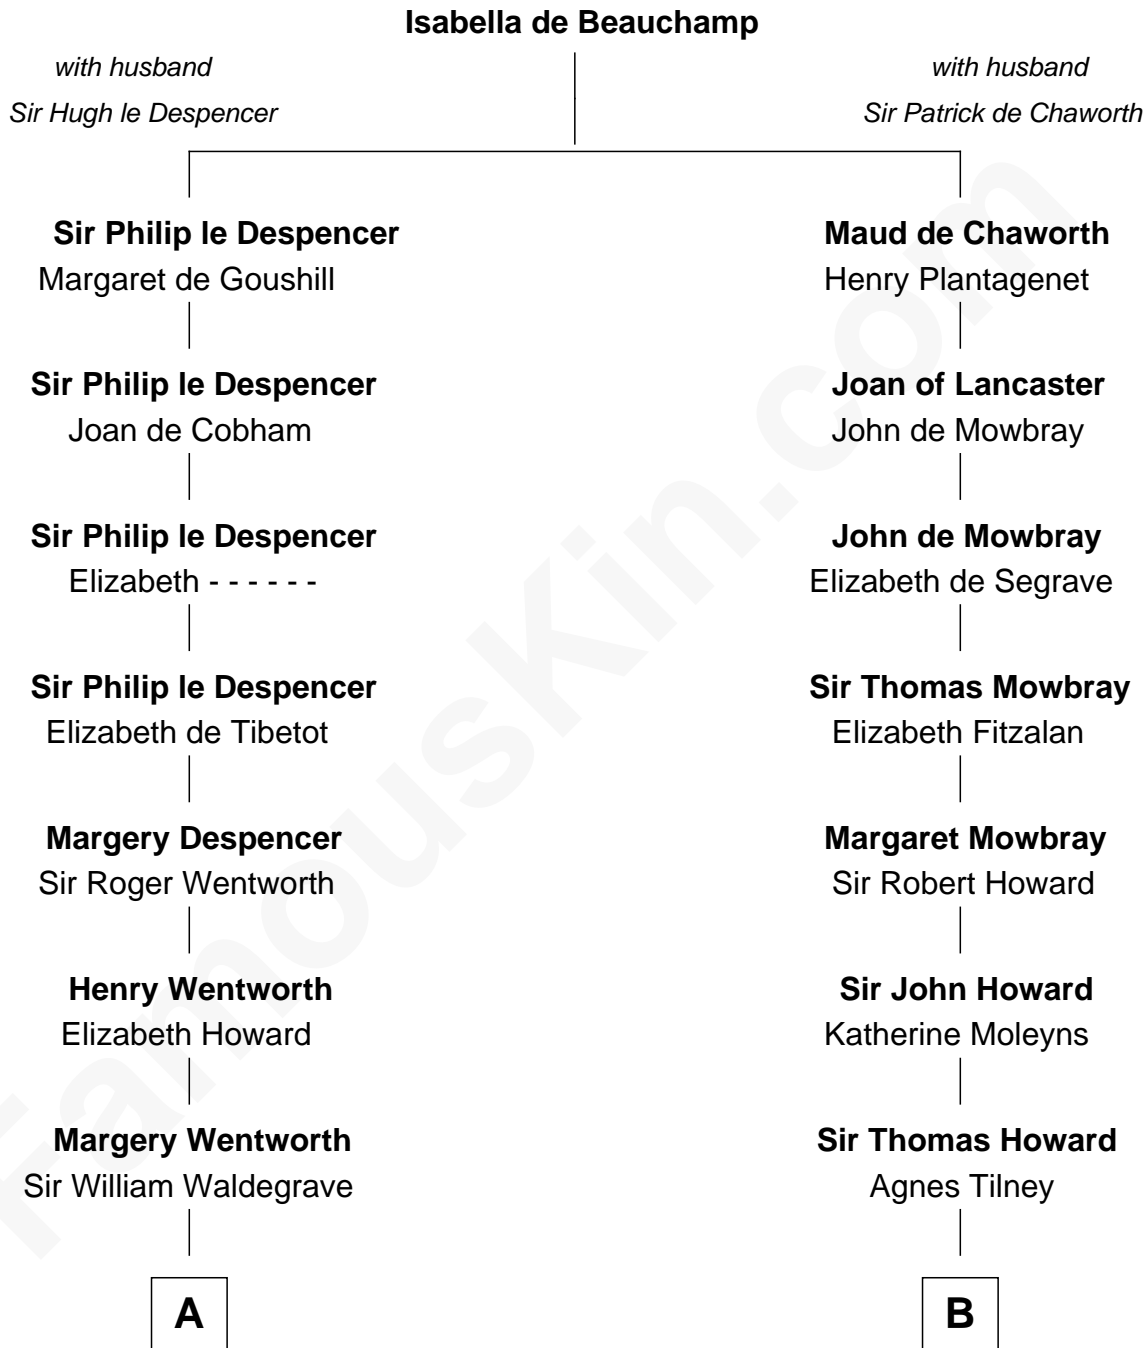 Isabella de Beauchamp
with husband
Sir Hugh le Despencer
with husband
Sir Patrick de Chaworth
Sir Philip le Despencer
Margaret de Goushill
Maud de Chaworth
Henry Plantagenet
Sir Philip le Despencer
Joan de Cobham
Joan of Lancaster
John de Mowbray
Sir Philip le Despencer
Elizabeth - - - - - -
John de Mowbray
Elizabeth de Segrave
Sir Philip le Despencer
Elizabeth de Tibetot
Sir Thomas Mowbray
Elizabeth Fitzalan
Margery Despencer
Sir Roger Wentworth
Margaret Mowbray
Sir Robert Howard
Henry Wentworth
Elizabeth Howard
Sir John Howard
Katherine Moleyns
Margery Wentworth
Sir William Waldegrave
Sir Thomas Howard
Agnes Tilney
A
B
FamousKin.com